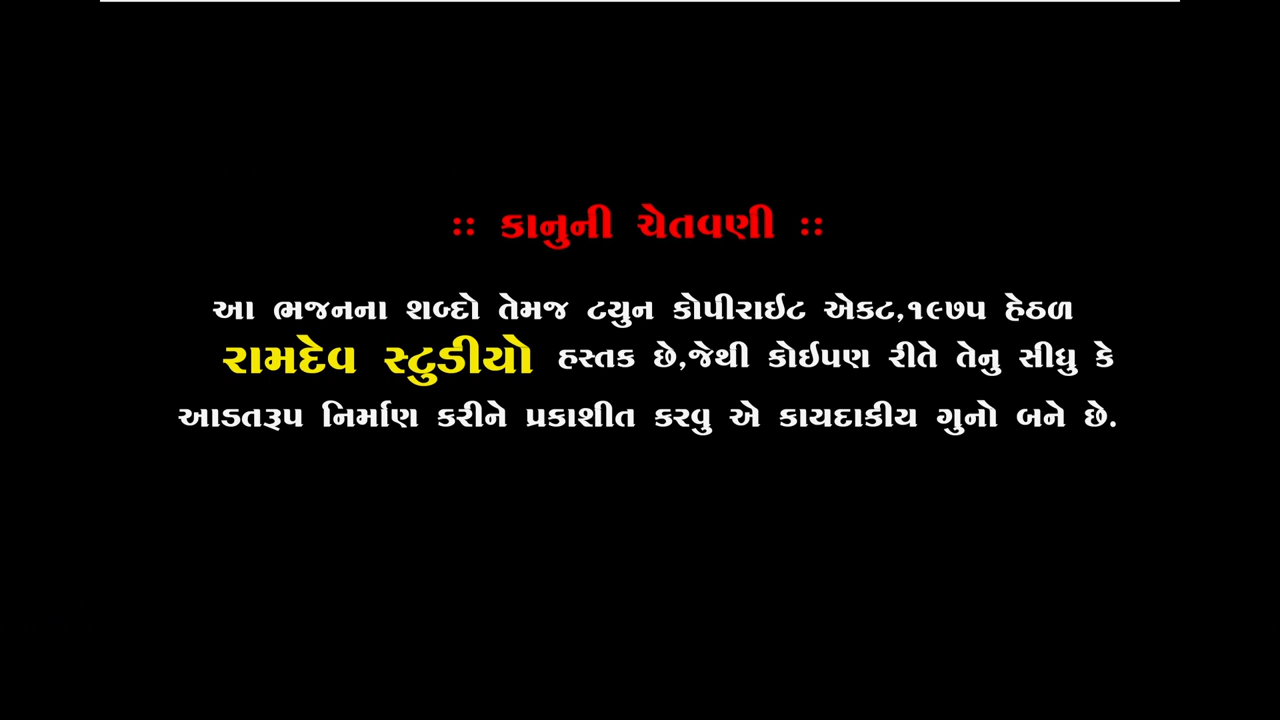 :: કાનુની ચેતવણી ::
આ ભજનના શબ્દો તેમજ ટયુન કોપીરાઈટ એકટ,૧૯૭૫ હેઠળ
રામદેવ સ્ટુડીયો હસ્તક છે,જેથી કોઈપણ રીતે તેનુ સીધુ કે
આડતરૂપ નિર્માણ કરીને પ્રકાશીત કરવુ એ કાયદાકીય ગુનો બને છે.